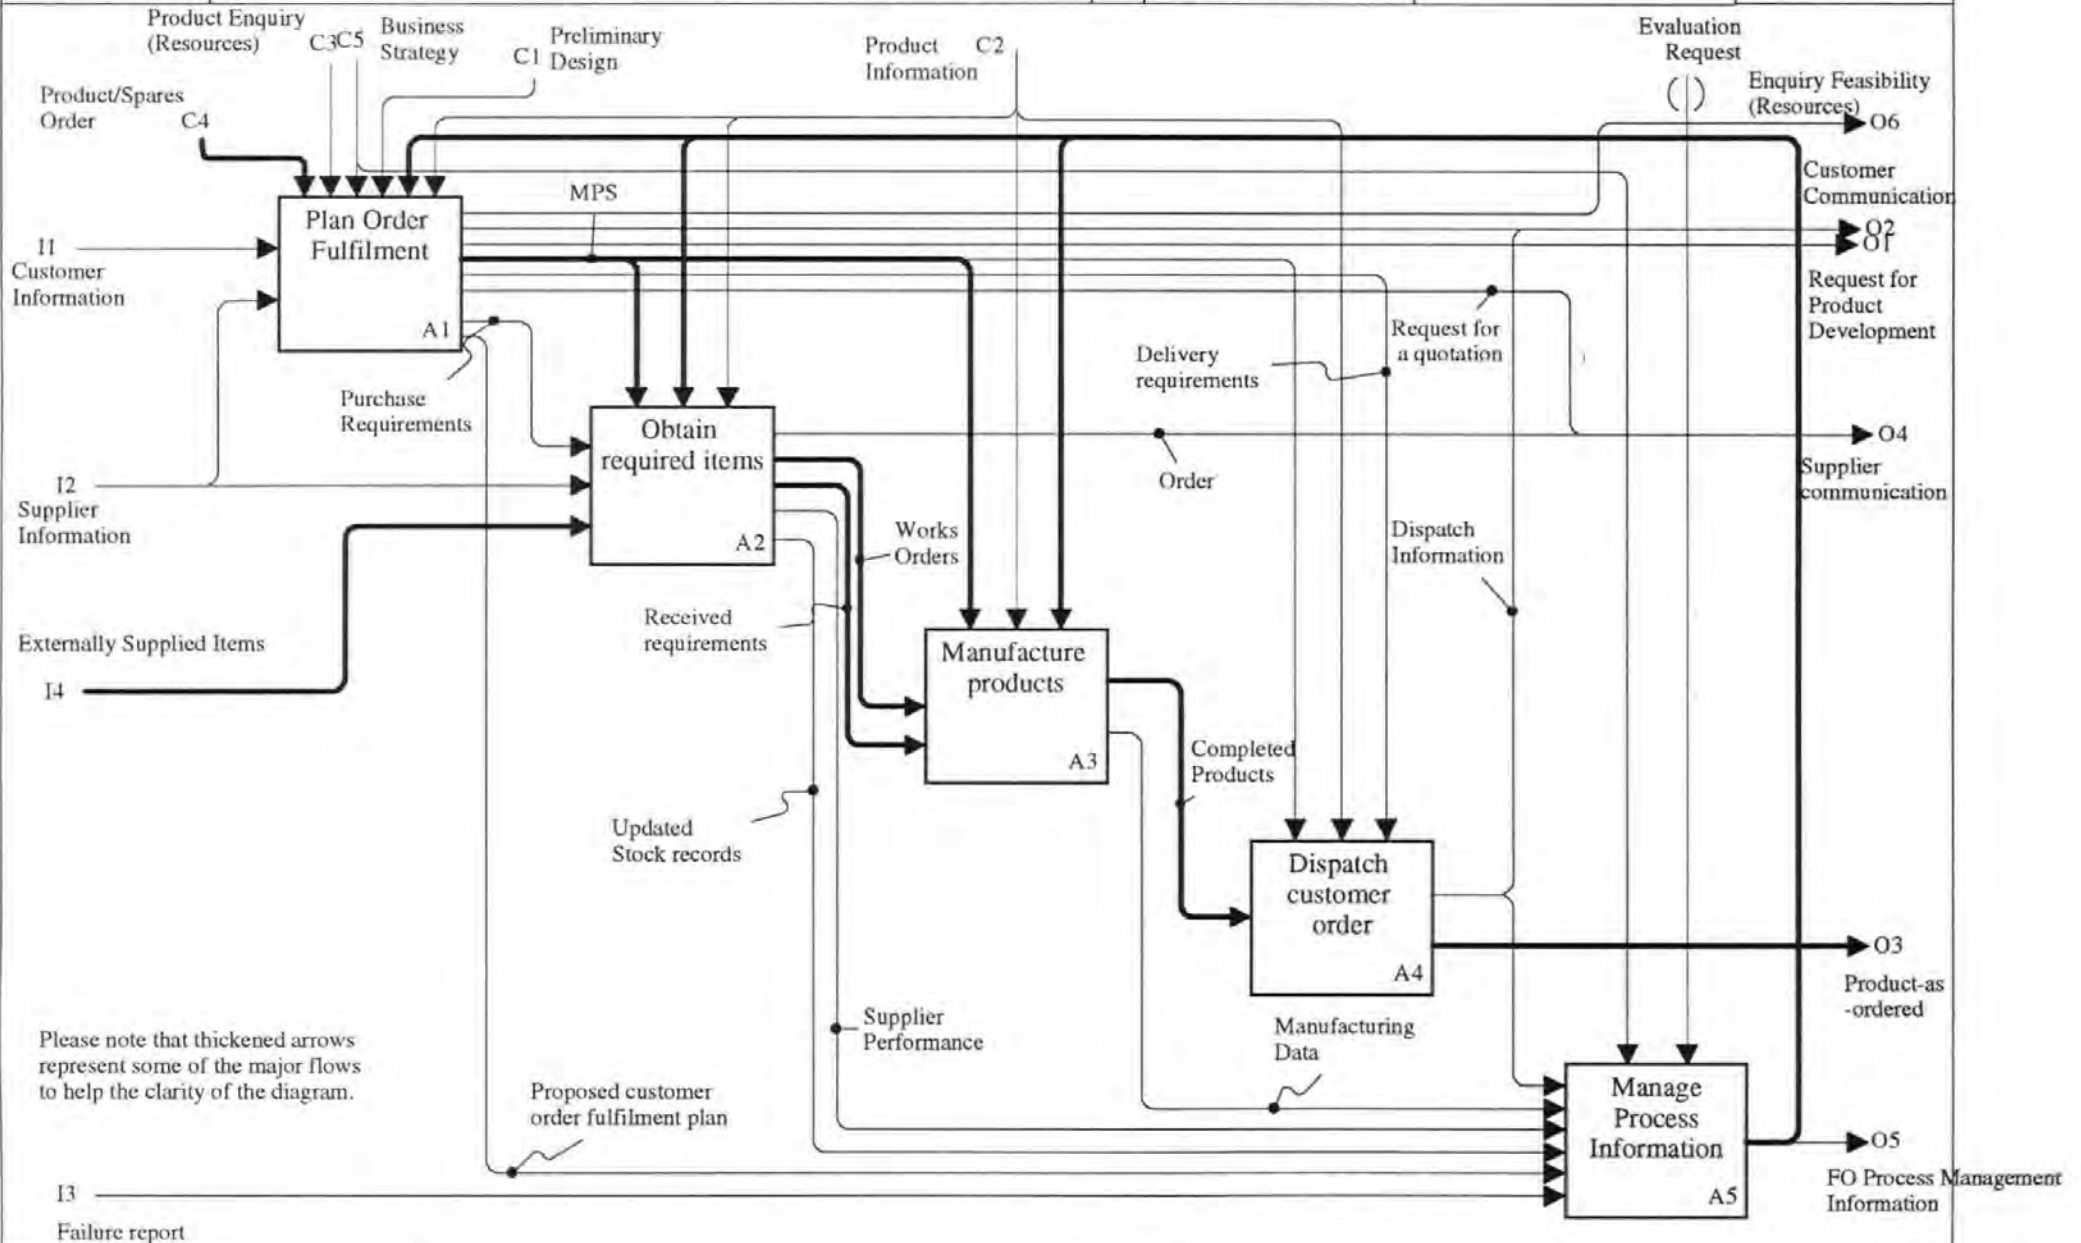 Product Enquiry
(Resources)
C3
C5
Business
Strategy
C1
Preliminary
Design
Product
Information
C2
Evaluation
Request
( )
Enquiry Feasibility
(Resources)
O6
Product/Spares
Order
C4
Customer
Communication
O2
O1
Request for
Product
Development
MPS
Plan Order
Fulfilment
A1
I1
Customer
Information
Purchase
Requirements
Delivery
requirements
Request for
a quotation
Obtain
required items
A2
O4
Supplier
communication
Order
I2
Supplier
Information
Works
Orders
Dispatch
Information
Received
requirements
Externally Supplied Items
I4
Manufacture
products
A3
Completed
Products
Updated
Stock records
Dispatch
customer
order
A4
O3
Product-as
-ordered
Supplier
Performance
Manufacturing
Data
Please note that thickened arrows
represent some of the major flows
to help the clarity of the diagram.
Proposed customer
order fulfilment plan
Manage
Process
Information
A5
O5
FO Process Management
Information
I3
Failure report